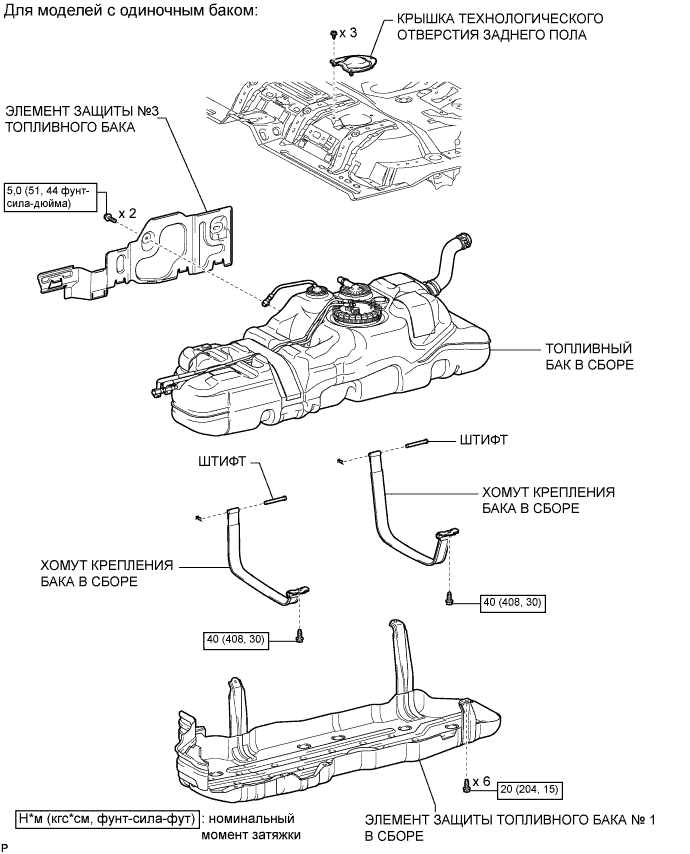 Для моделей с одиночным баком:
x 3
КРЫШКА ТЕХНОЛОГИЧЕСКОГО
ОТВЕРСТИЯ ЗАДНЕГО ПОЛА
ЭЛЕМЕНТ ЗАЩИТЫ №3
ТОПЛИВНОГО БАКА
5,0 (51, 44 фунт-
сила-дюйма)
x 2
ТОПЛИВНЫЙ
БАК В СБОРЕ
ШТИФТ
ШТИФТ
ХОМУТ КРЕПЛЕНИЯ
БАКА В СБОРЕ
ХОМУТ КРЕПЛЕНИЯ
БАКА В СБОРЕ
40 (408, 30)
40 (408, 30)
x 6
20 (204, 15)
Н*м (кгс*см, фунт-сила-фут) : номинальный
момент затяжки
ЭЛЕМЕНТ ЗАЩИТЫ ТОПЛИВНОГО БАКА № 1
В СБОРЕ
P